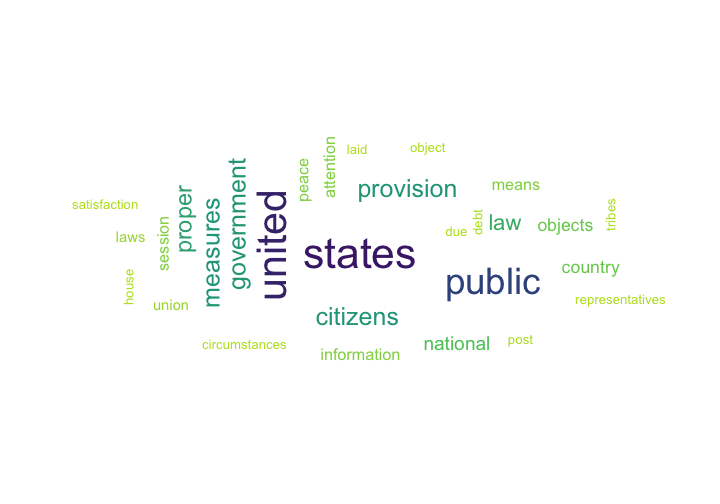 laid
object
peace
attention
government
provision
means
proper
measures
united
satisfaction
tribes
debt
law
objects
due
laws
session
states
country
house
public
union
representatives
citizens
circumstances
information
national
post